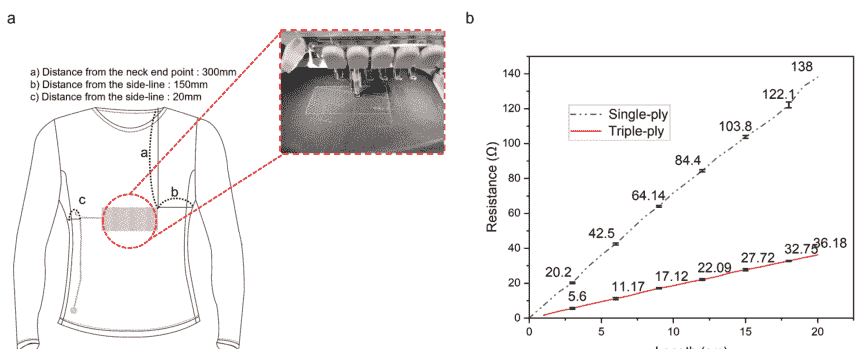 a
a) Distance from the neck end point : 300mm
b) Distance from the side-line : 150mm
c) Distance from the side-line : 20mm
a
b
c
b
Resistance (Ω)
140
120
100
80
60
40
20
0
0
5
10
15
20
Single-ply
Triple-ply
20.2
42.5
64.14
84.4
103.8
122.1
138
5.6
11.17
17.12
22.09
27.72
32.75
36.18